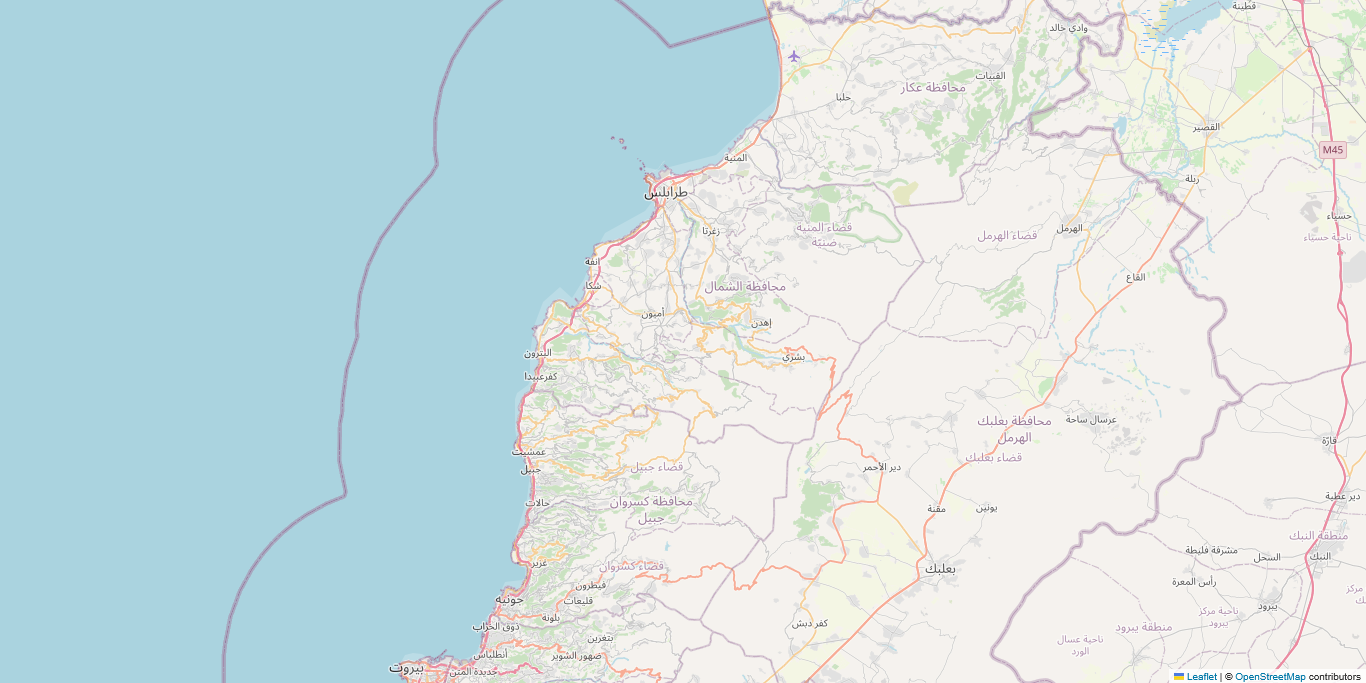 قطينة
وادي خالد
القبيات
محافظة عكار
حلبا
القصير
M45
المنية
ربلة
طرابلس
حسياء
زغرتا
قضاء المنية
ضنيّة
الهرمل
قضاء الهرمل
ناحية حسياء
أنفة
القاع
شكا
محافظة الشمال
أميون
إهدن
البترون
بشري
كفرعبيدا
محافظة بعلبك
الهرمل
عرسال ساحة
قارّة
عمشيت
قضاء بعلبك
جبيل
قضاء جبيل
دير الأحمر
دير عطية
حالات
محافظة كسروان
جبيل
مقنة
يونين
منطقة النبك
مشرفة فليطة
السحل
النبك
غزير
قضاء كسروان
بعلبك
رأس المعرة
قيطرون
مركز
جونيه
قليعات
يبرود
ناحية مركز
يبرود
بلونة
ذوق الخراب
كفر دبش
منطقة يبرود
بتغرين
ناحية عسال
الورد
أنطلياس
ضهور الشوير
بيروت
جديدة المتن
Leaflet | © OpenStreetMap contributors